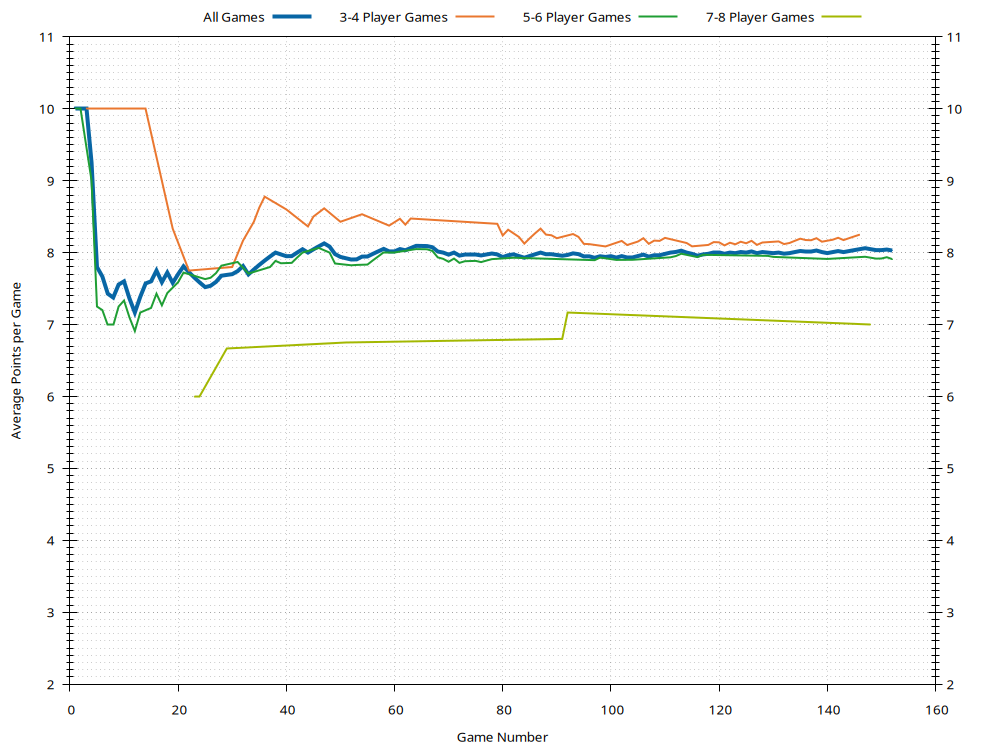 All Games 3-4 Player Games 5-6 Player Games 7-8 Player Games
11 11
10 10
9 9
8 8
7 7
6 6
5 5
4 4
3 3
2 2
Average Points per Game
0 20 40 60 80 100 120 140 160
Game Number